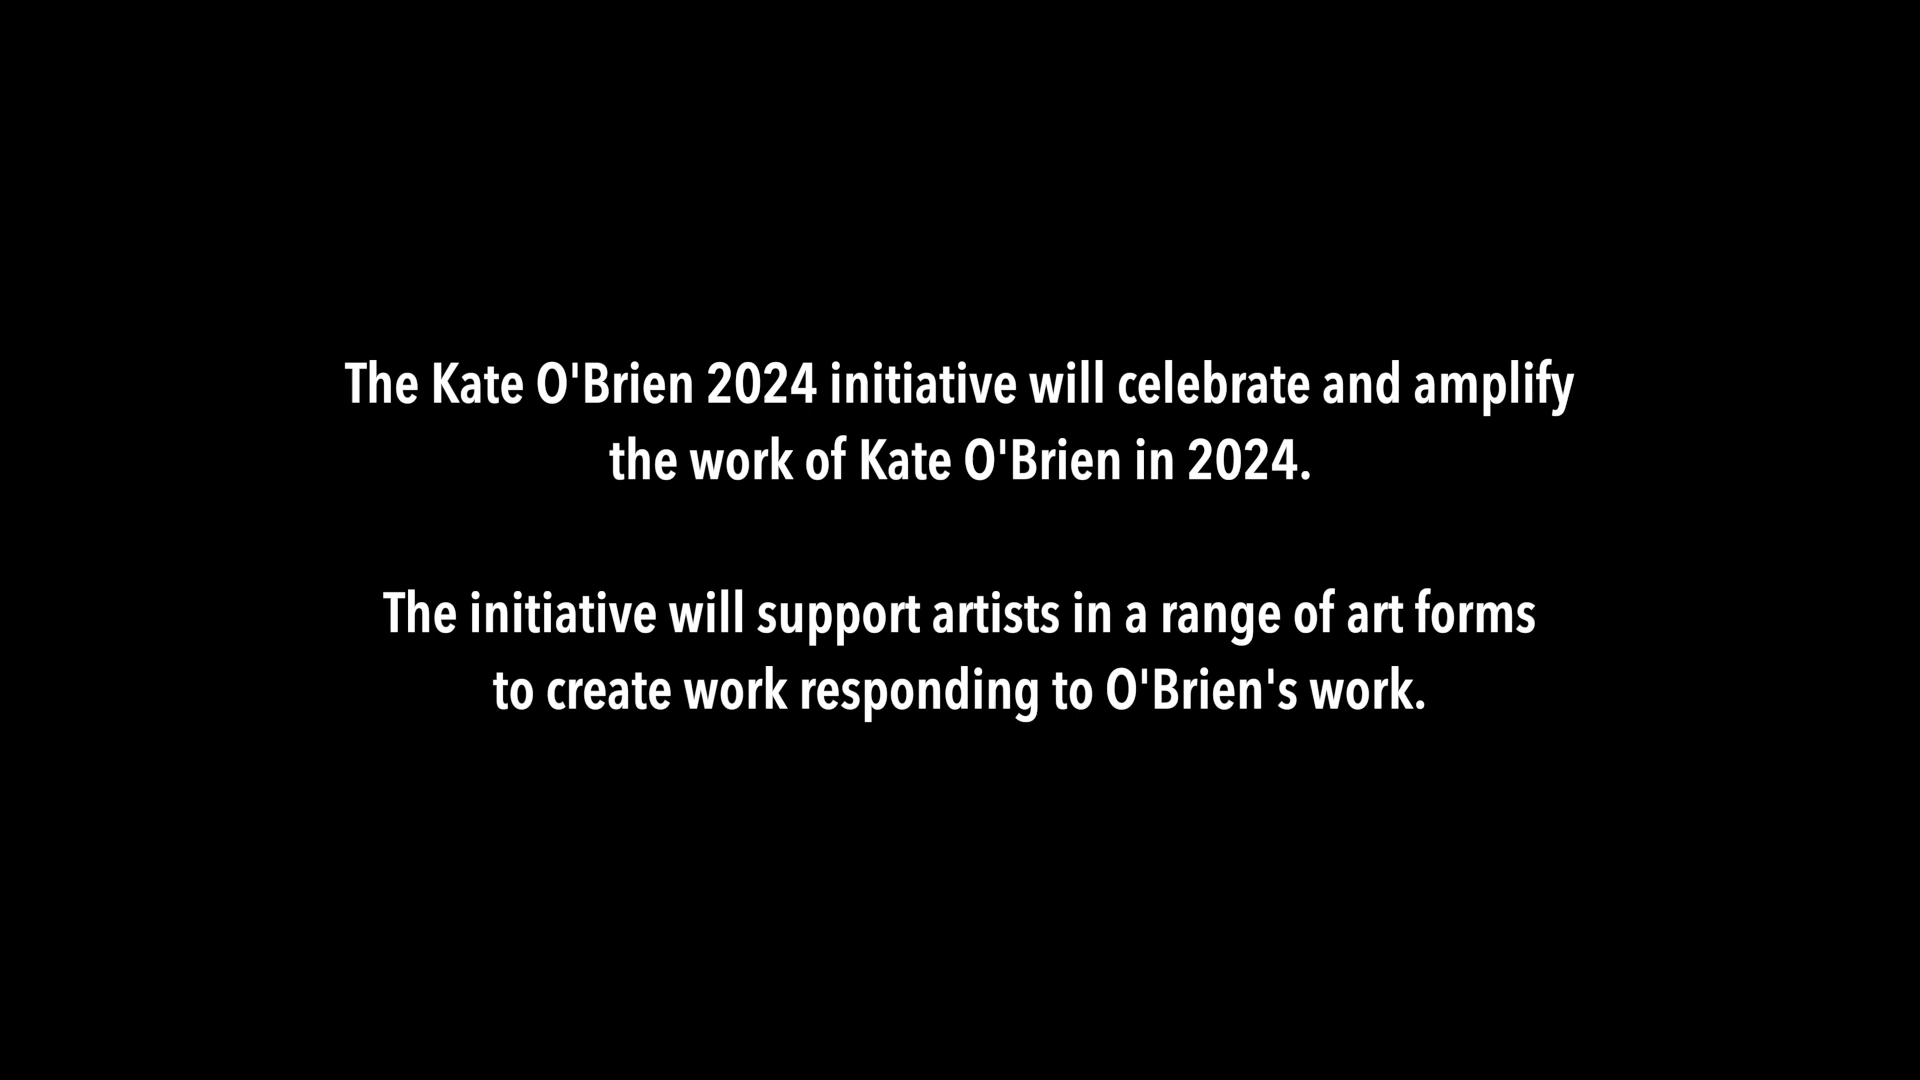 The Kate O'Brien 2024 initiative will celebrate and amplify
the work of Kate O'Brien in 2024.
The initiative will support artists in a range of art forms
to create work responding to O'Brien's work.